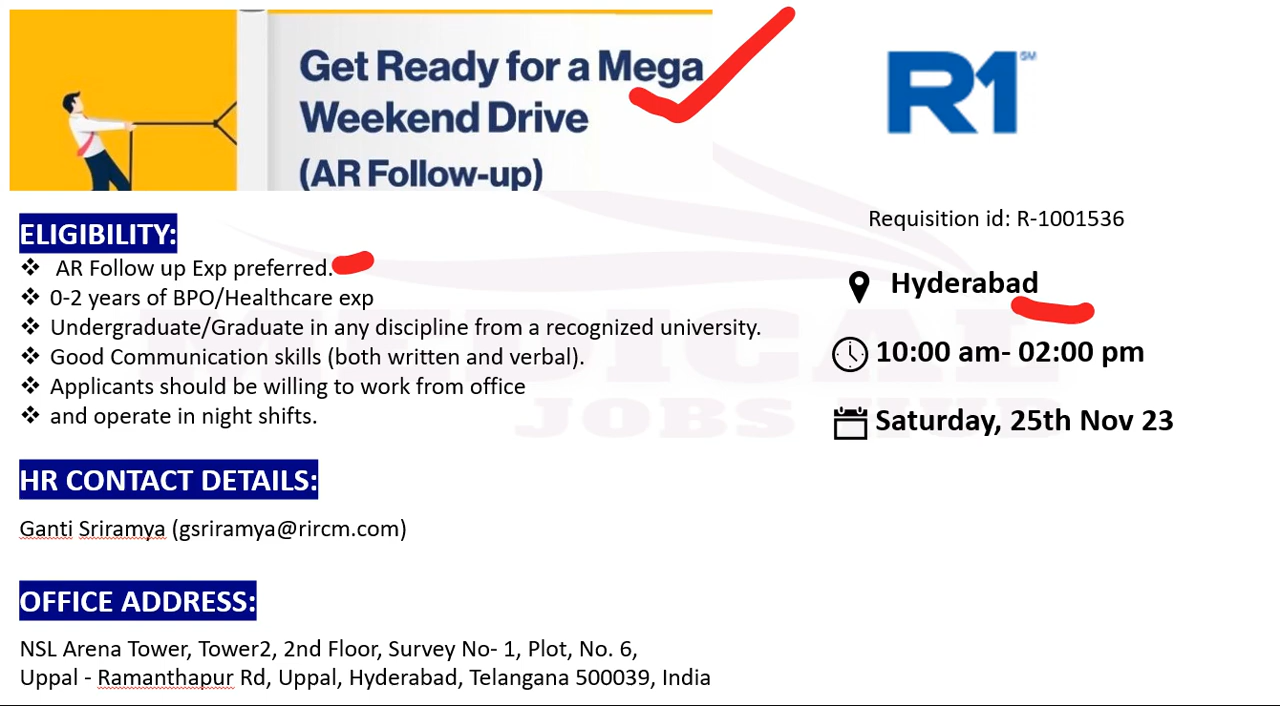 Get Ready for a Mega
Weekend Drive
(AR Follow-up)
R1 SM
Requisition id: R-1001536
Hyderabad
10:00 am- 02:00 pm
Saturday, 25th Nov 23
ELIGIBILITY:
❖ AR Follow up Exp preferred.
❖ 0-2 years of BPO/Healthcare exp
❖ Undergraduate/Graduate in any discipline from a recognized university.
❖ Good Communication skills (both written and verbal).
❖ Applicants should be willing to work from office
❖ and operate in night shifts.
HR CONTACT DETAILS:
Ganti Sriramya (gsriramya@rircm.com)
OFFICE ADDRESS:
NSL Arena Tower, Tower2, 2nd Floor, Survey No- 1, Plot, No. 6,
Uppal - Ramanthapur Rd, Uppal, Hyderabad, Telangana 500039, India
MEDICAL
JOBS HUB